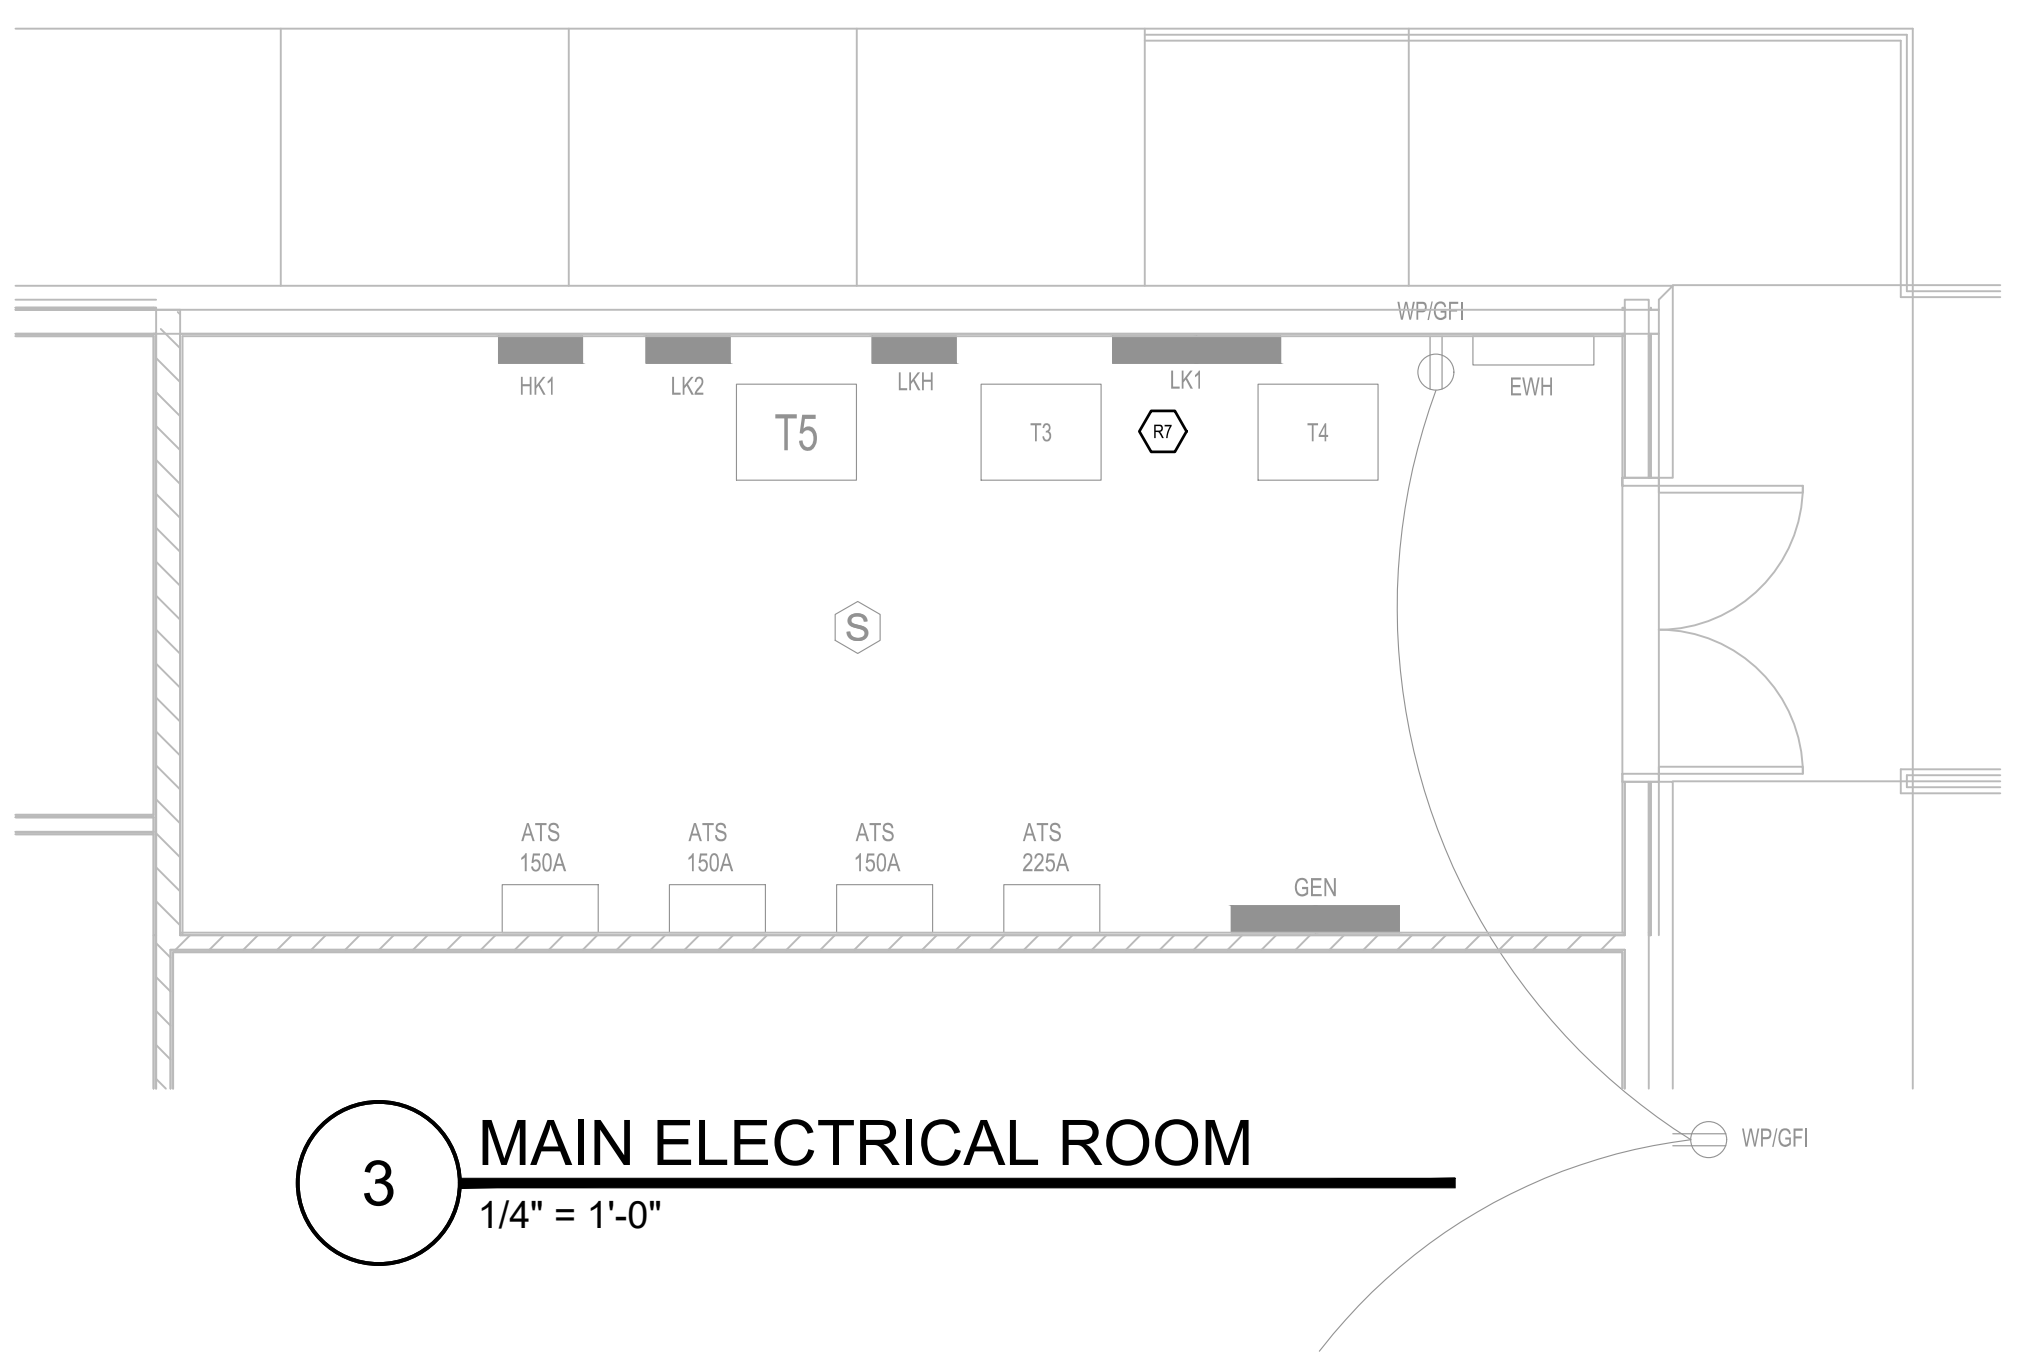 WP/GFI
HK1
LK2
LKH
LK1
EWH
T5
T3
R7
T4
S
ATS
150A
ATS
150A
ATS
150A
ATS
225A
GEN
3
MAIN ELECTRICAL ROOM
1/4" = 1'-0"
WP/GFI